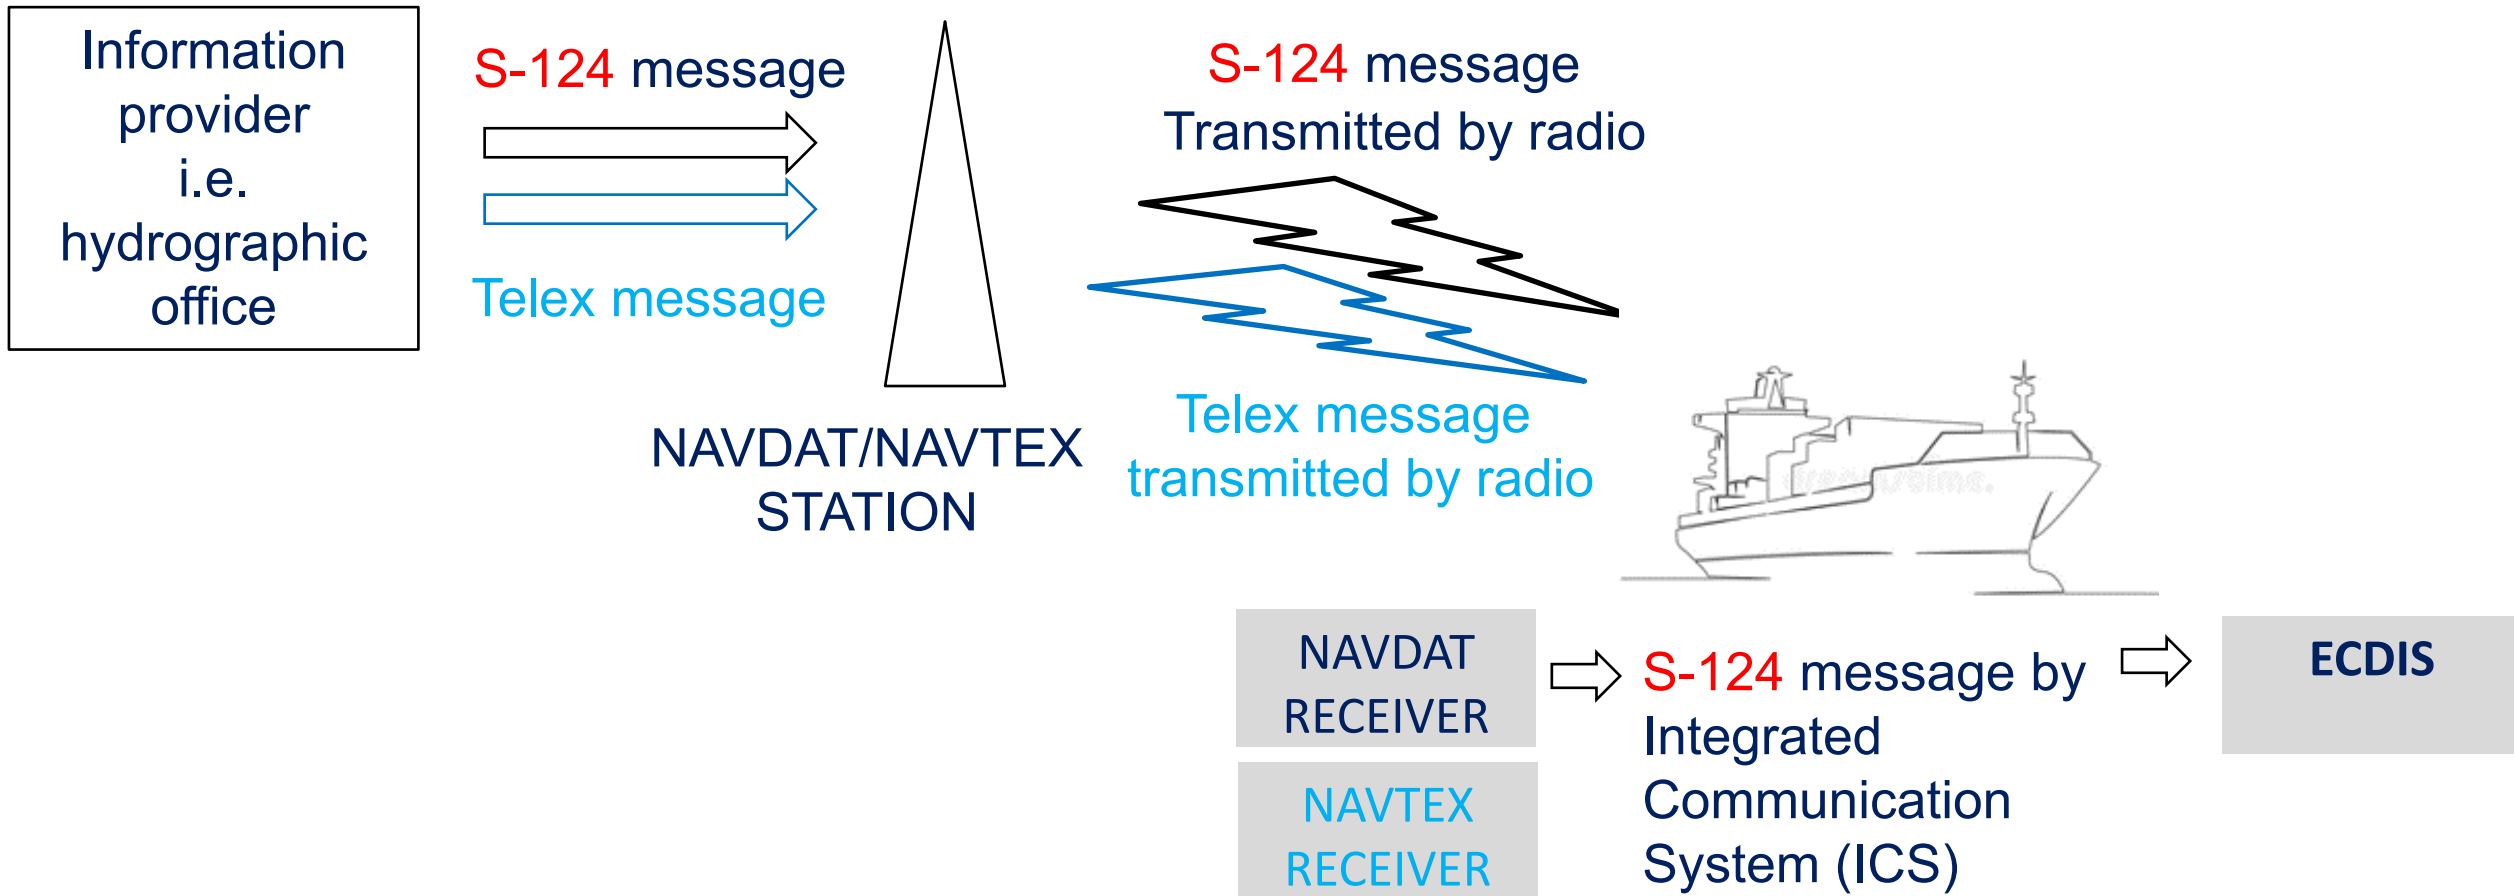 Information
provider
i.e.
hydrographic
office
S-124 message
Telex message
NAVDAT/NAVTEX
STATION
S-124 message
Transmitted by radio
Telex message
transmitted by radio
dreamstime.
NAVDAT
RECEIVER
NAVTEX
RECEIVER
S-124 message by
Integrated
Communication
System (ICS)
ECDIS